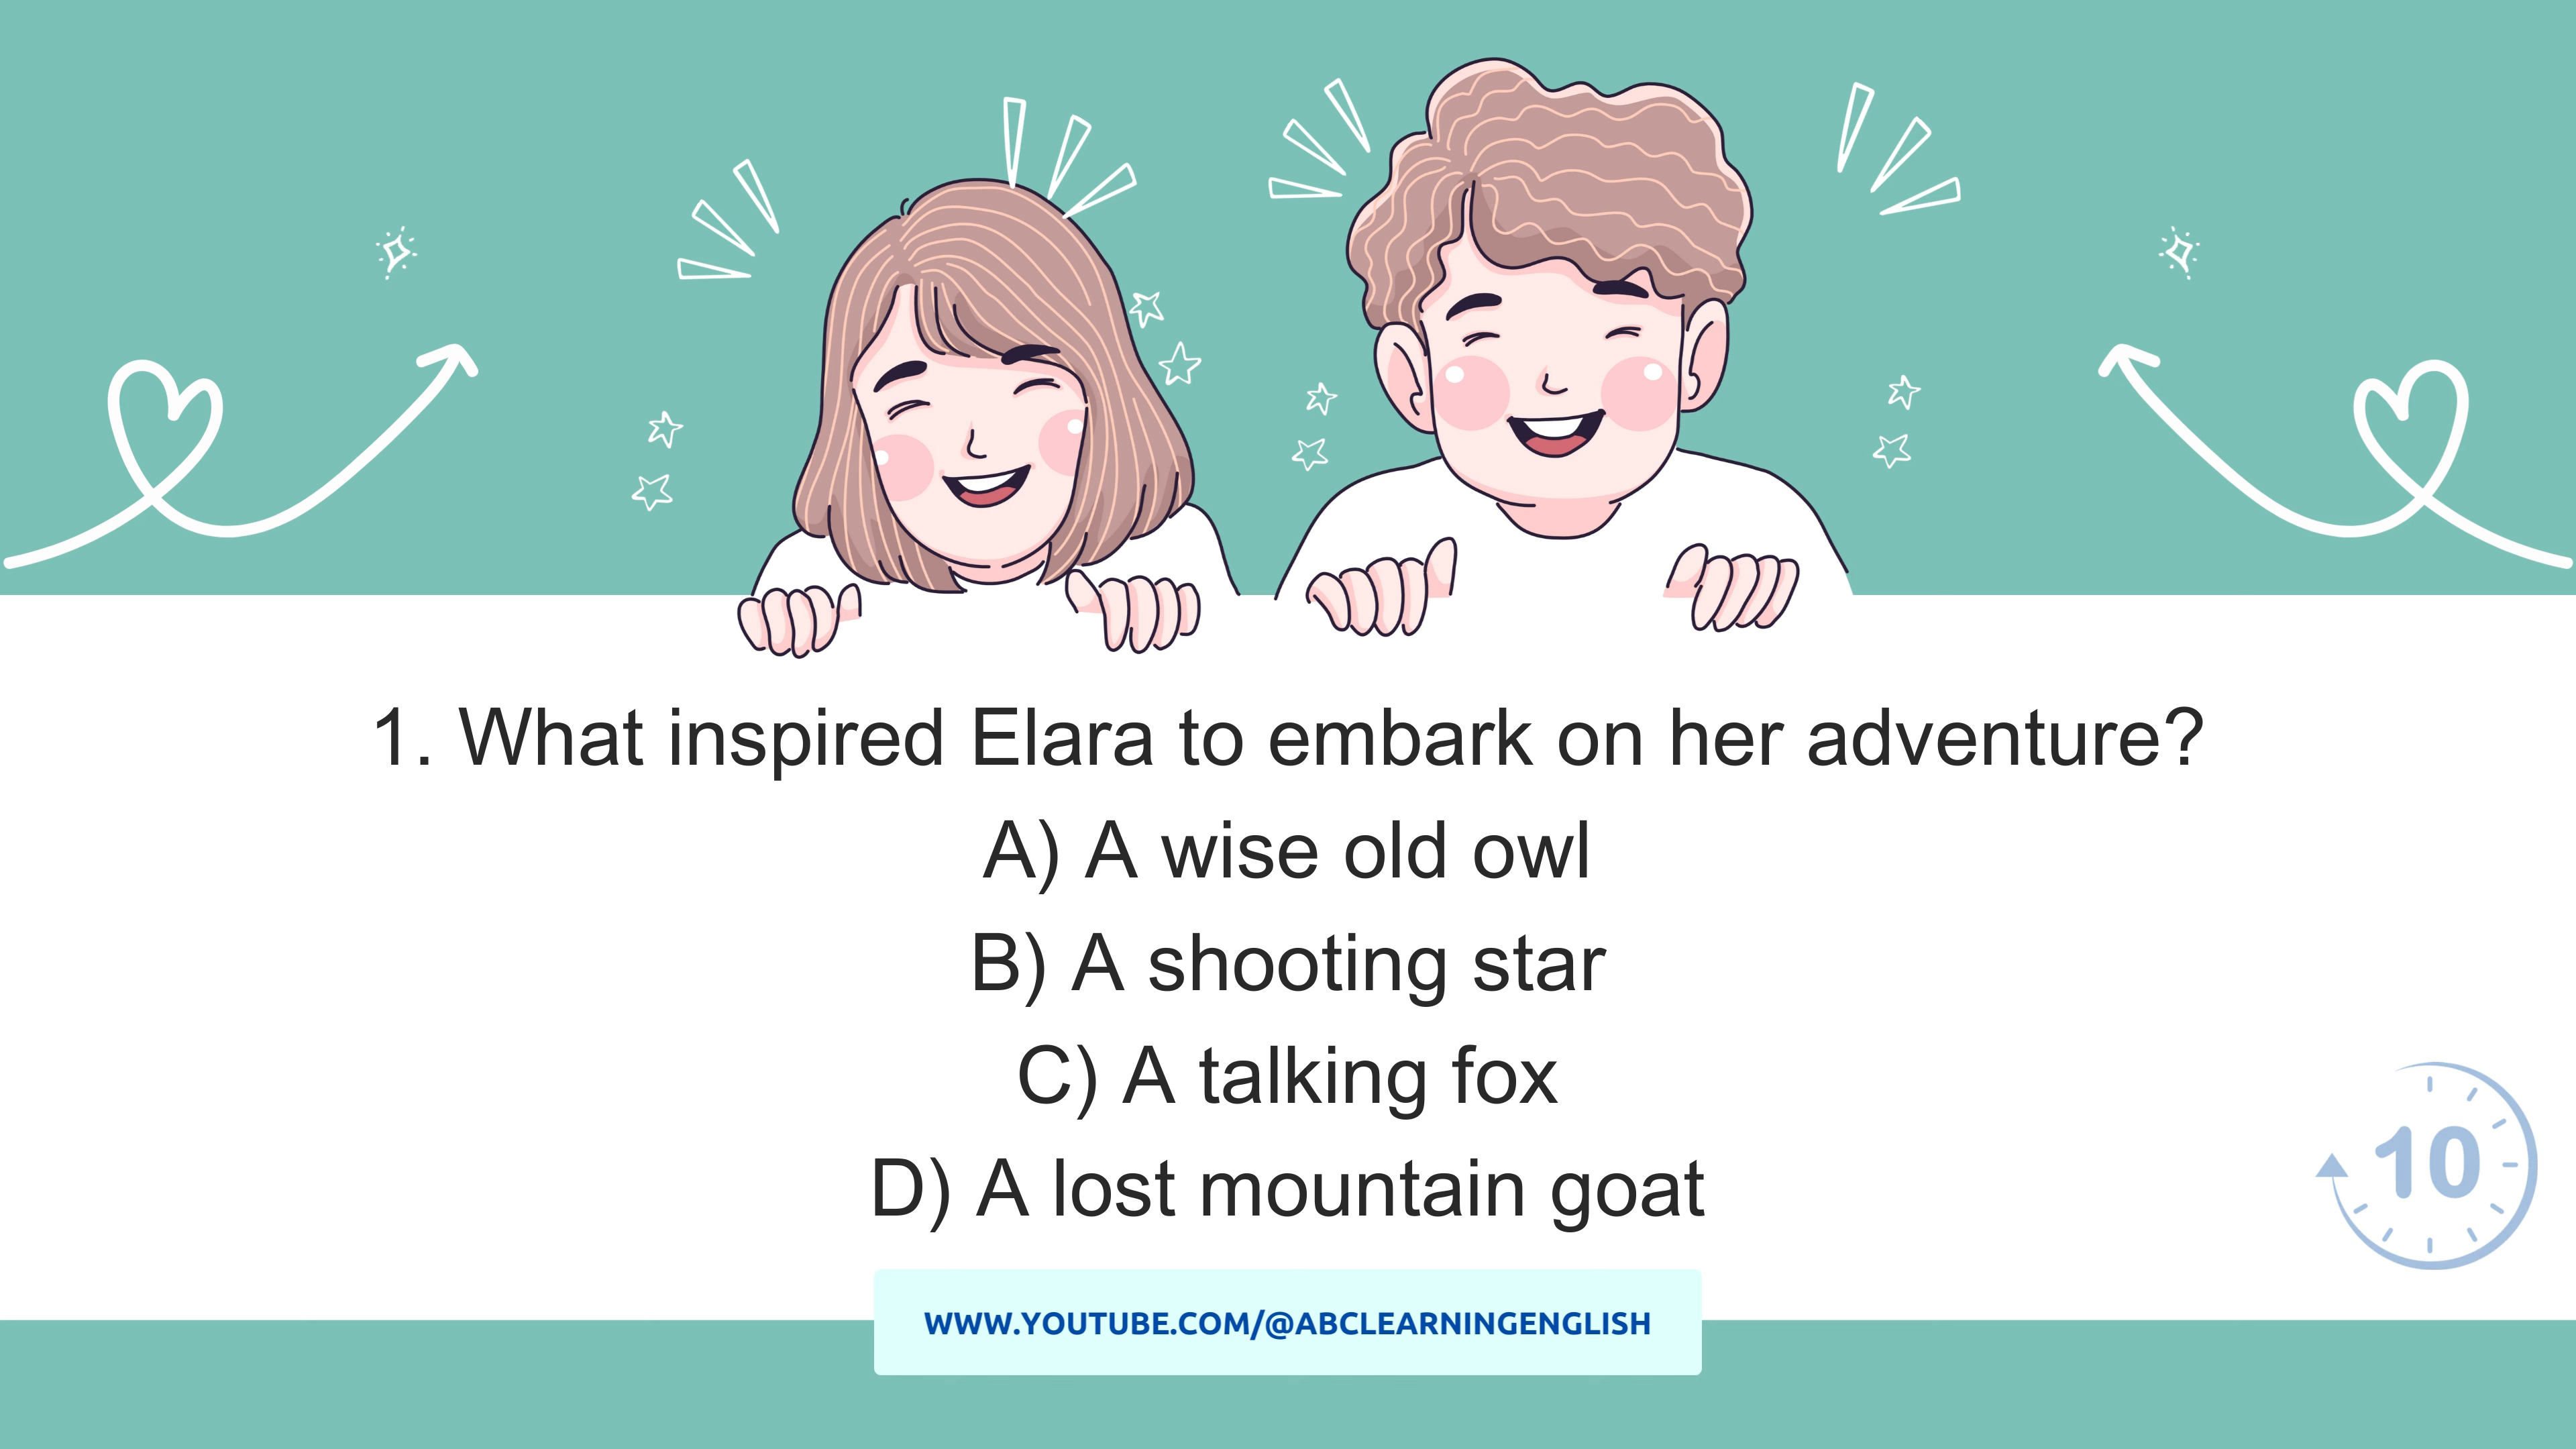 1. What inspired Elara to embark on her adventure?
A) A wise old owl
B) A shooting star
C) A talking fox
D) A lost mountain goat
10
WWW.YOUTUBE.COM/@ABCLEARNINGENGLISH